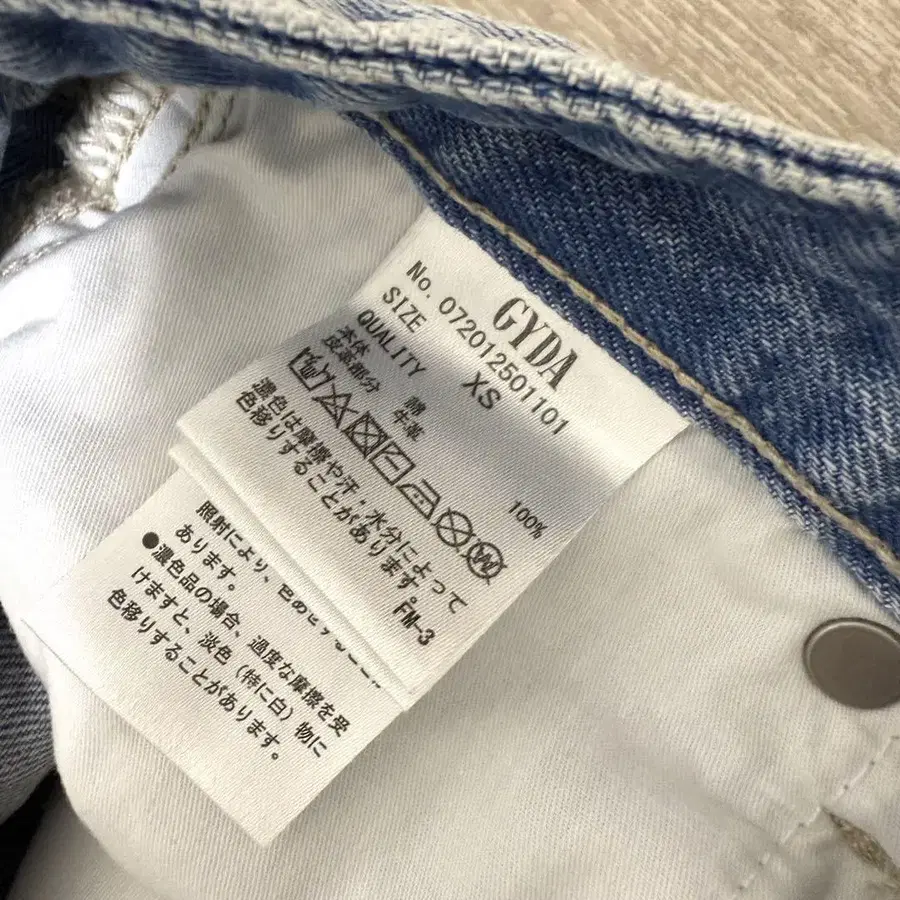 GYDA
No. 072012501101
SIZE XS
QUALITY
本体 綿 100%
皮革部分 牛革
濃色は摩擦や汗・水分によって
色移りすることがあります。
FM-3
照射により、色の
あります。
●濃色品の場合、過度な摩擦を受
けますと、淡色(特に白)物に
色移りすることがあります。